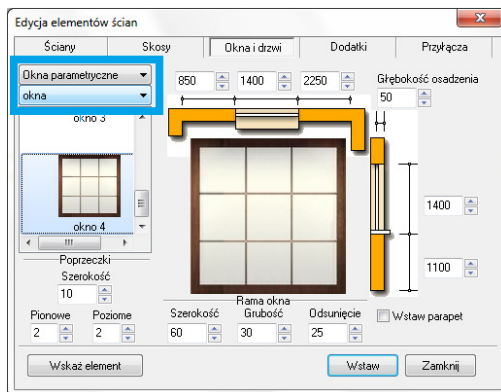 Edycja elementów ścian
Ściany Skosy Okna i drzwi Dodatki Przyłącza
Okna parametryczne
okna
850 1400 2250
Głębokość osadzenia
50
okno 3
okno 4
1400
1100
Poprzeczki
Szerokość
10
Pionowe Poziome
2 2
Rama okna
Szerokość Grubość Odsunięcie
60 30 25
Wstaw parapet
Wskaż element Wstaw Zamknij